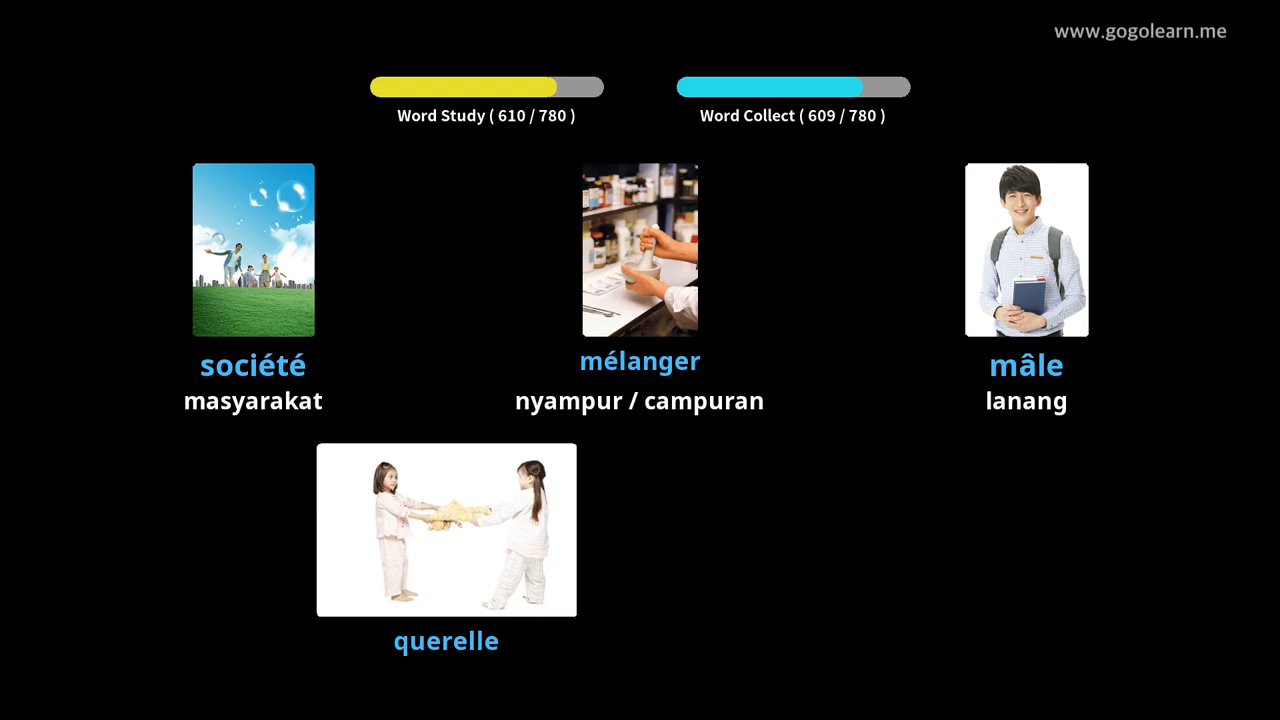 www.gogolearn.me
Word Study ( 610 / 780 )
Word Collect ( 609 / 780 )
société
mélanger
mâle
masyarakat
nyampur / campuran
lanang
querelle